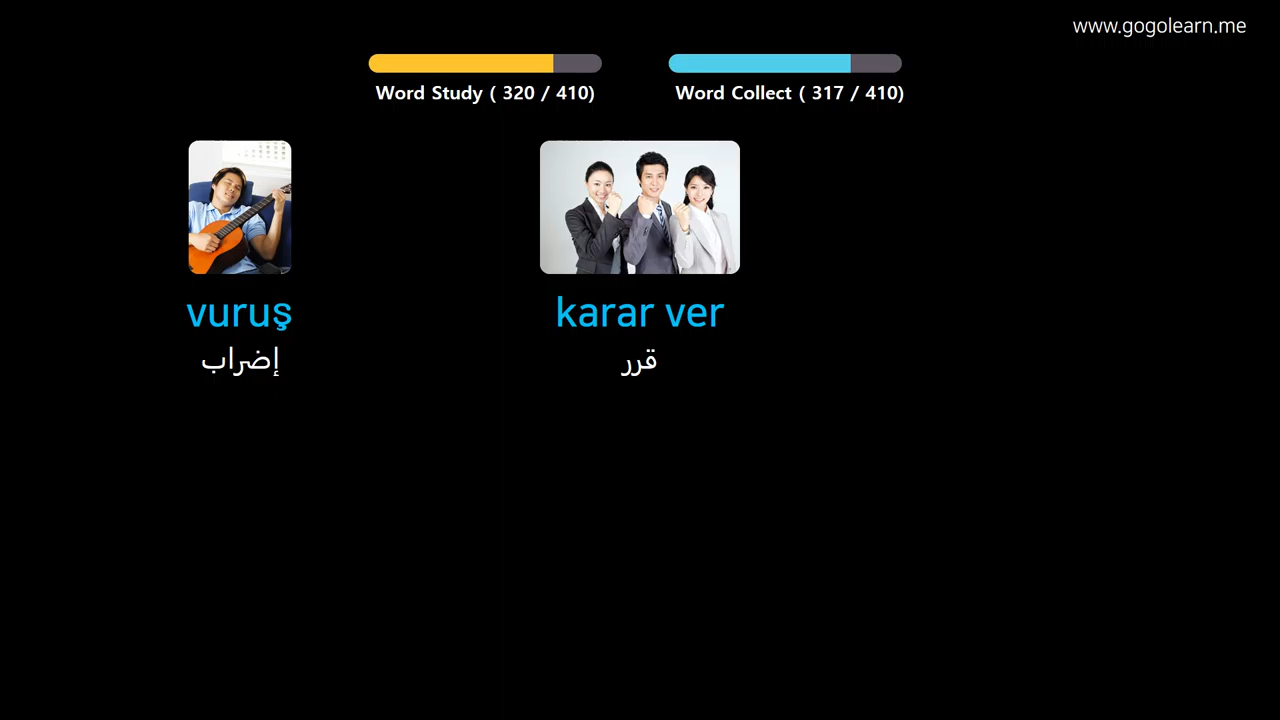 www.gogolearn.me
Word Study ( 320 / 410)
Word Collect ( 317 / 410)
vuruş
karar ver
إضراب
قرر